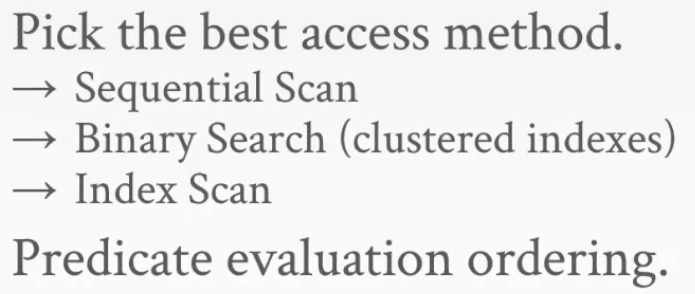 Pick the best access method.
→ Sequential Scan
→ Binary Search (clustered indexes)
→ Index Scan
Predicate evaluation ordering.